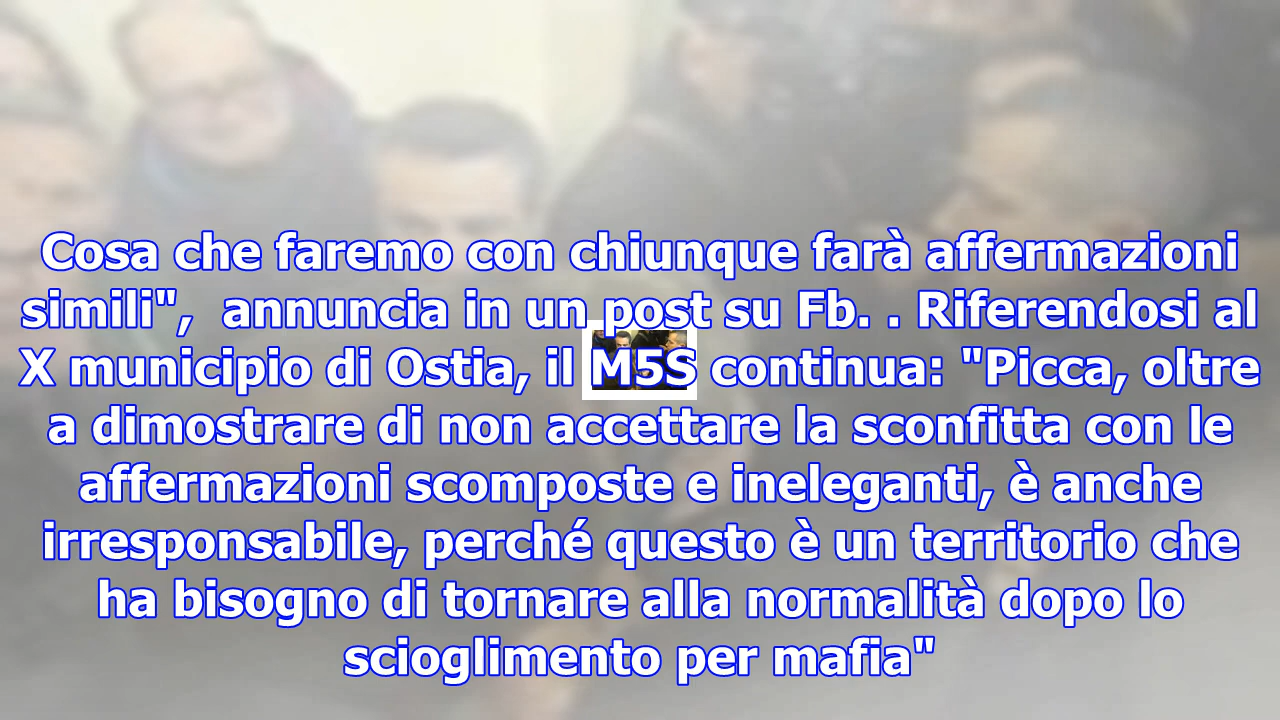 Cosa che faremo con chiunque farà affermazioni
simili",  annuncia in un post su Fb. . Riferendosi al
X municipio di Ostia, il M5S continua: "Picca, oltre
a dimostrare di non accettare la sconfitta con le
affermazioni scomposte e ineleganti, è anche
irresponsabile, perché questo è un territorio che
ha bisogno di tornare alla normalità dopo lo
scioglimento per mafia"